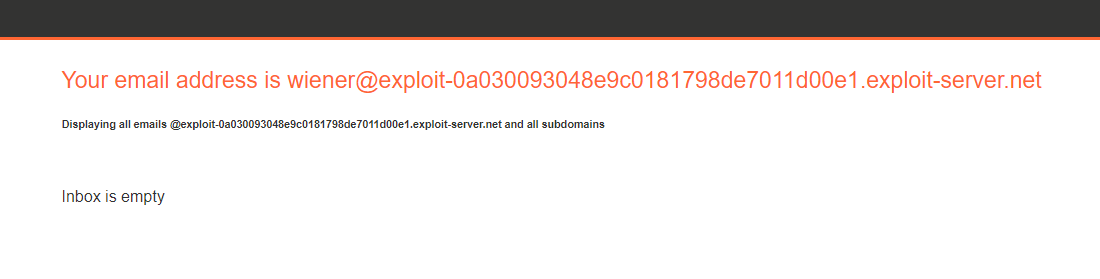 Your email address is wiener@exploit-0a030093048e9c0181798de7011d00e1.exploit-server.net
Displaying all emails @exploit-0a030093048e9c0181798de7011d00e1.exploit-server.net and all subdomains
Inbox is empty